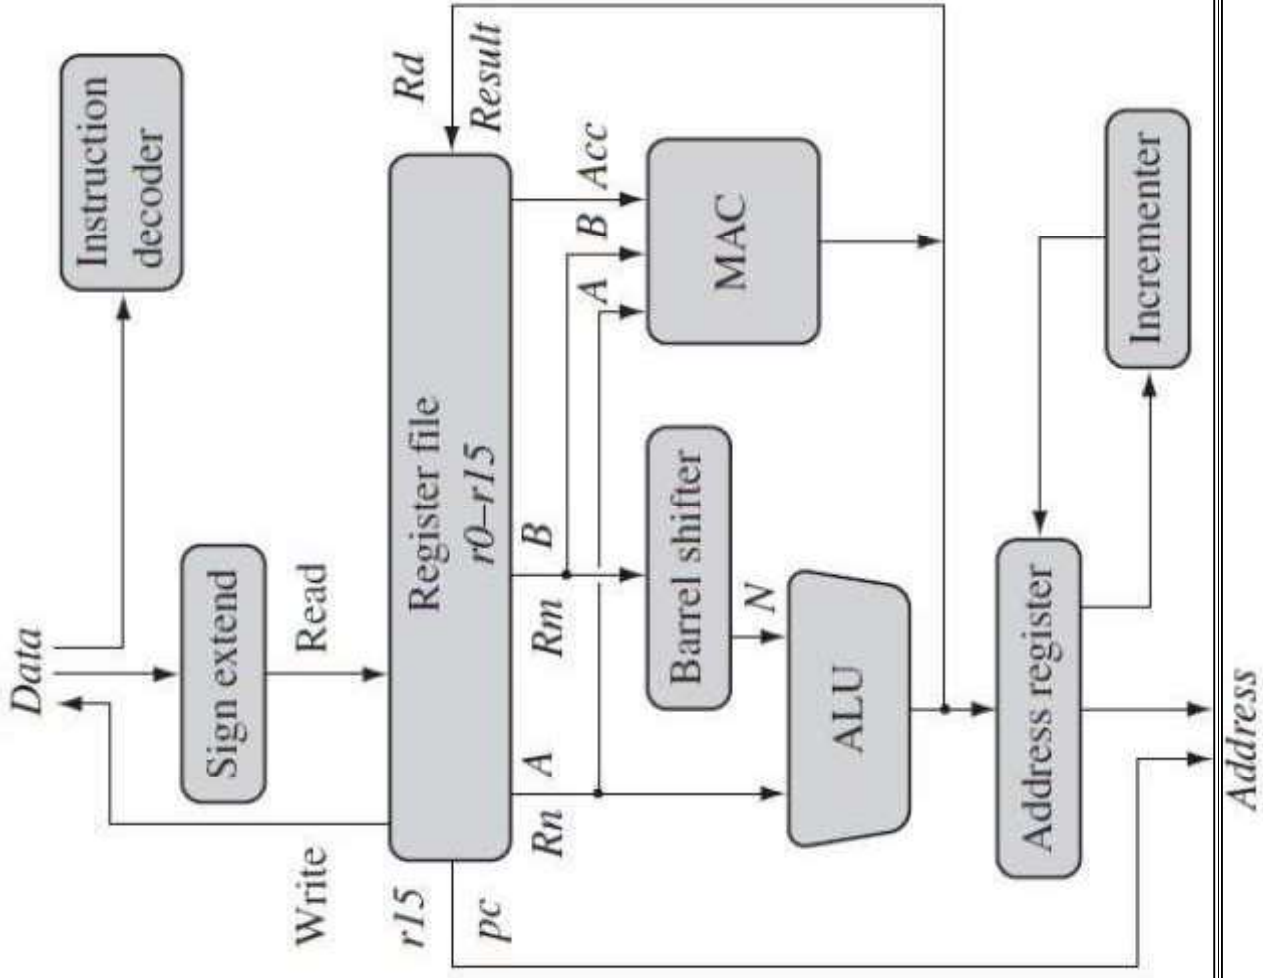 Data
Instruction
decoder
Sign extend
Write
Read
r15
pc
Register file
r0–r15
Rd
Result
Rn
A
Rm
B
A
B
Acc
Barrel shifter
MAC
N
ALU
Address register
Incrementer
Address